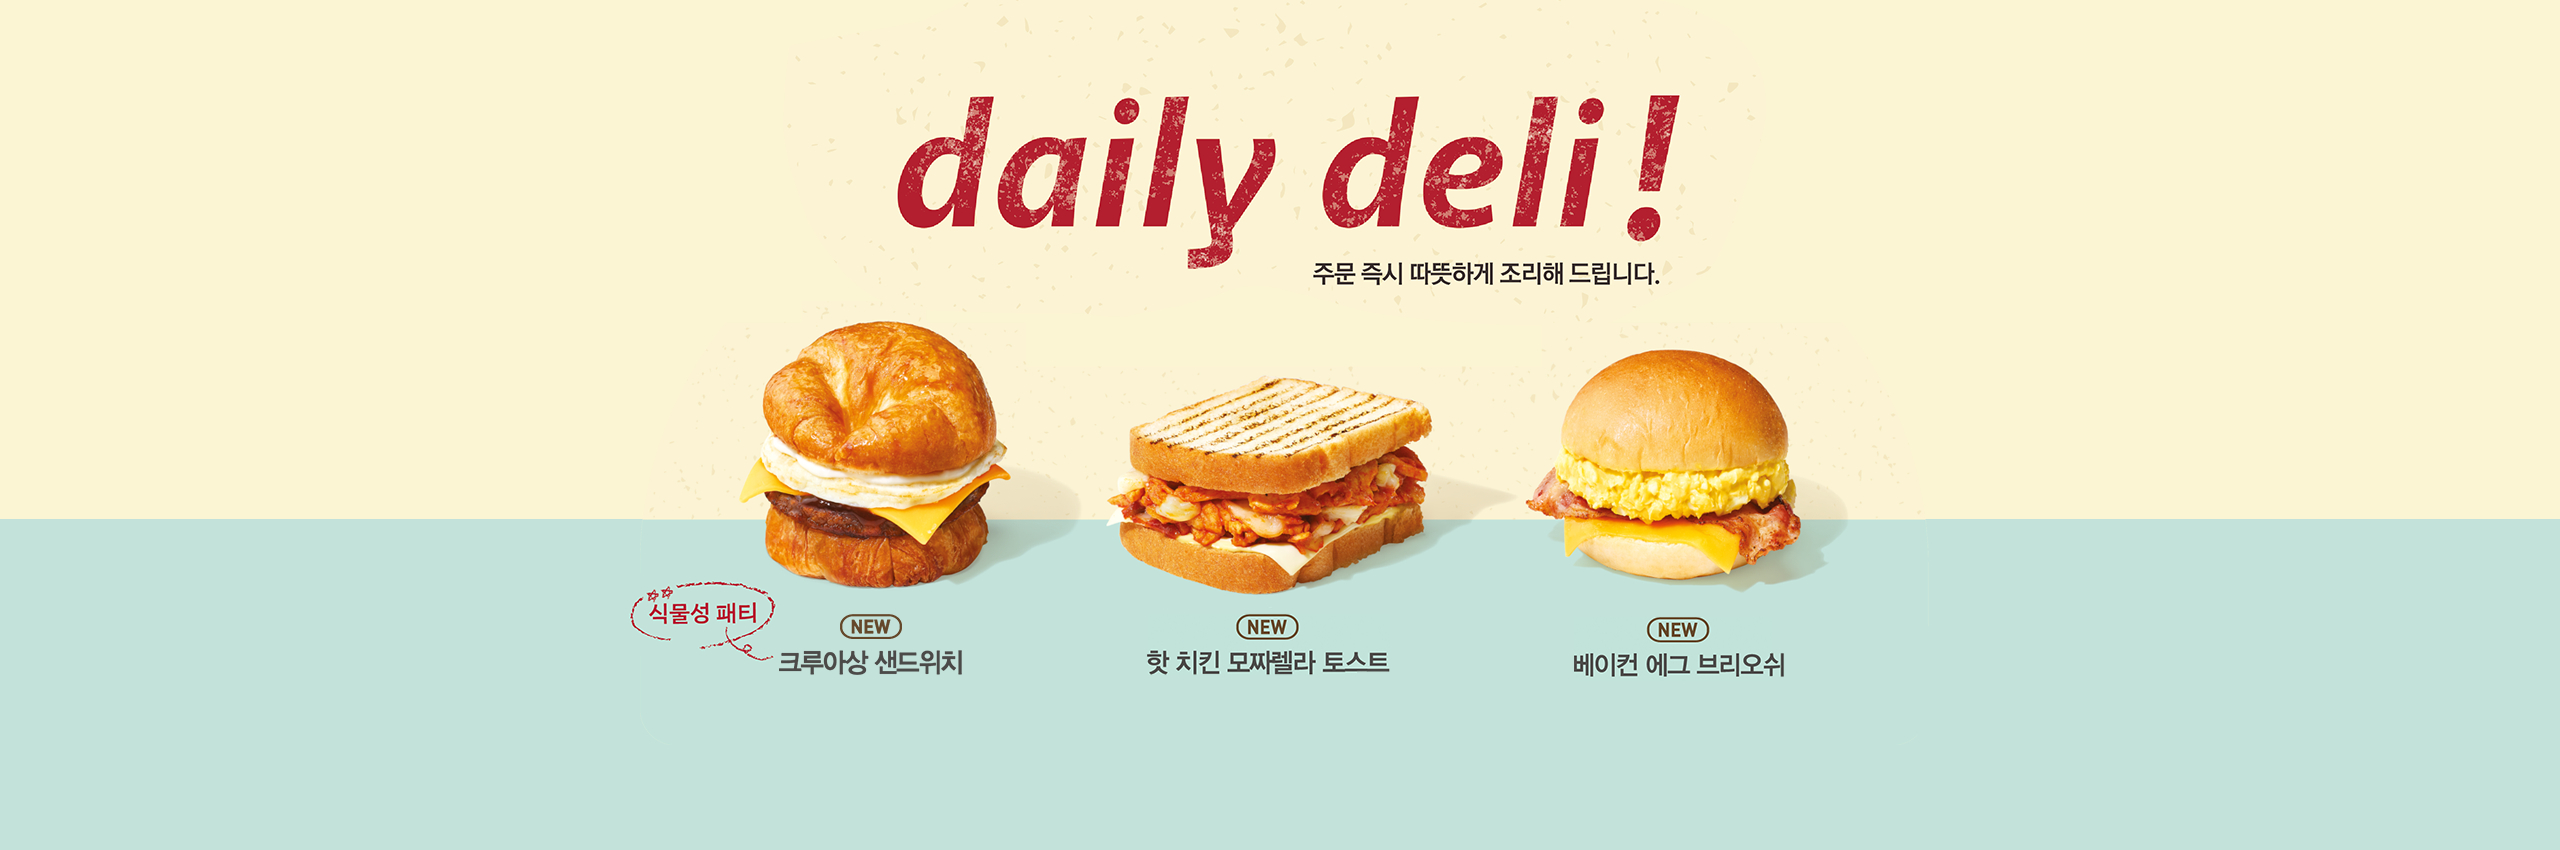 daily deli!
주문 즉시 따뜻하게 조리해 드립니다.
식물성 패티
NEW
크루아상 샌드위치
NEW
핫 치킨 모짜렐라 토스트
NEW
베이컨 에그 브리오쉬